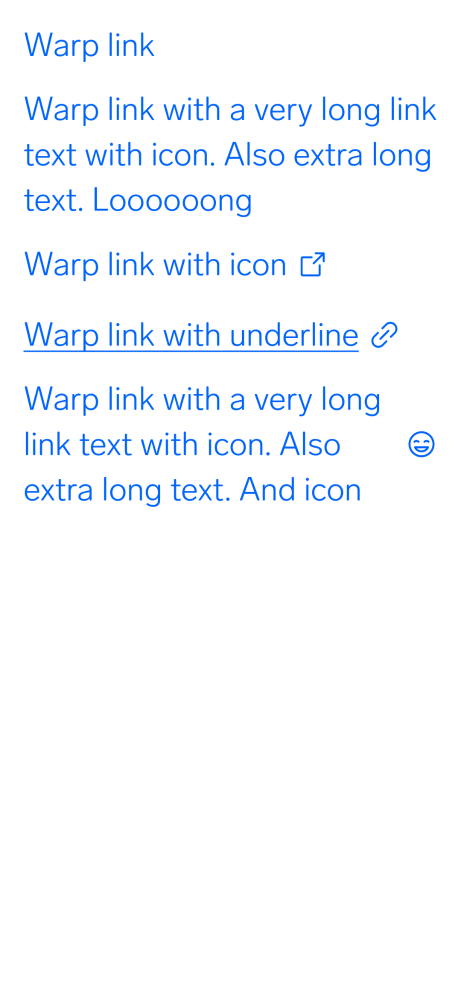 Warp link
Warp link with a very long link
text with icon. Also extra long
text. Loooooong
Warp link with icon
Warp link with underline
Warp link with a very long
link text with icon. Also
extra long text. And icon